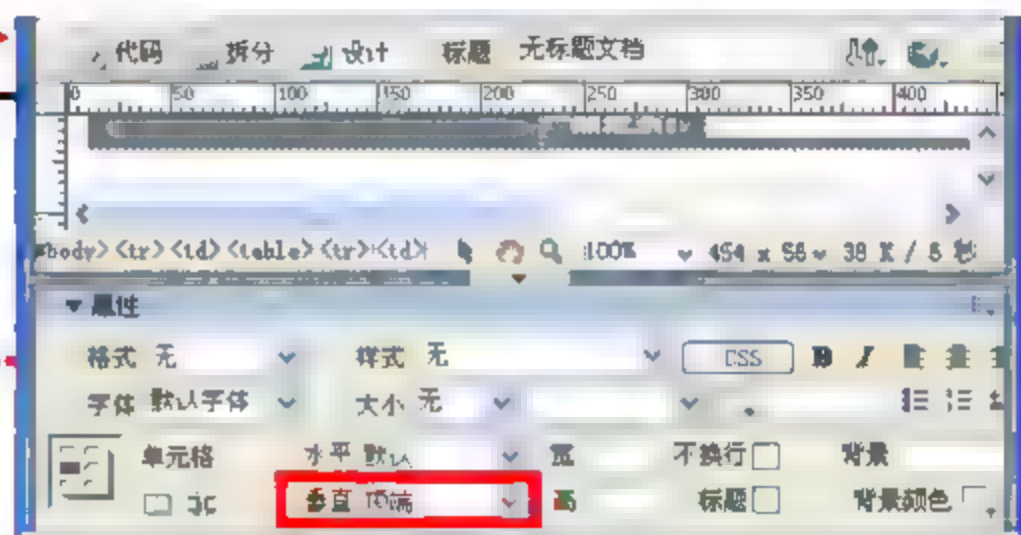 代码 拆分 设计 标题 无标题文档
0 50 100 150 200 250 300 350 400
<body><tr><td><table><tr><td> 100% 454 x 56 38 K / 6 秒
属性
格式 无 样式 无 CSS B I
字体 默认字体 大小 无
单元格 水平 默认 宽 不换行 背景
垂直 顶端 高 标题 背景颜色